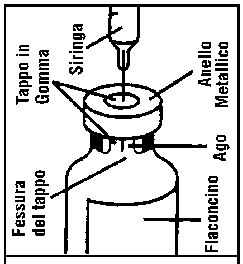 Tappo in
Gomma
Siringa
Anello
Metallico
Fessura
del tappo
Ago
Flaconcino